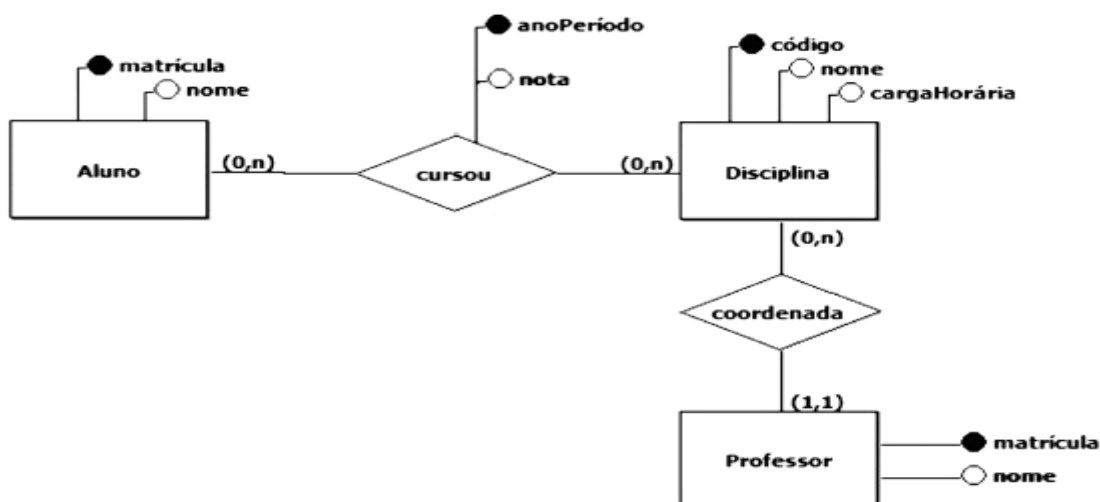 anoPeríodo
nota
matrícula
nome
código
nome
cargaHorária
Aluno
(0,n)
cursou
(0,n)
Disciplina
(0,n)
coordenada
(1,1)
Professor
matrícula
nome